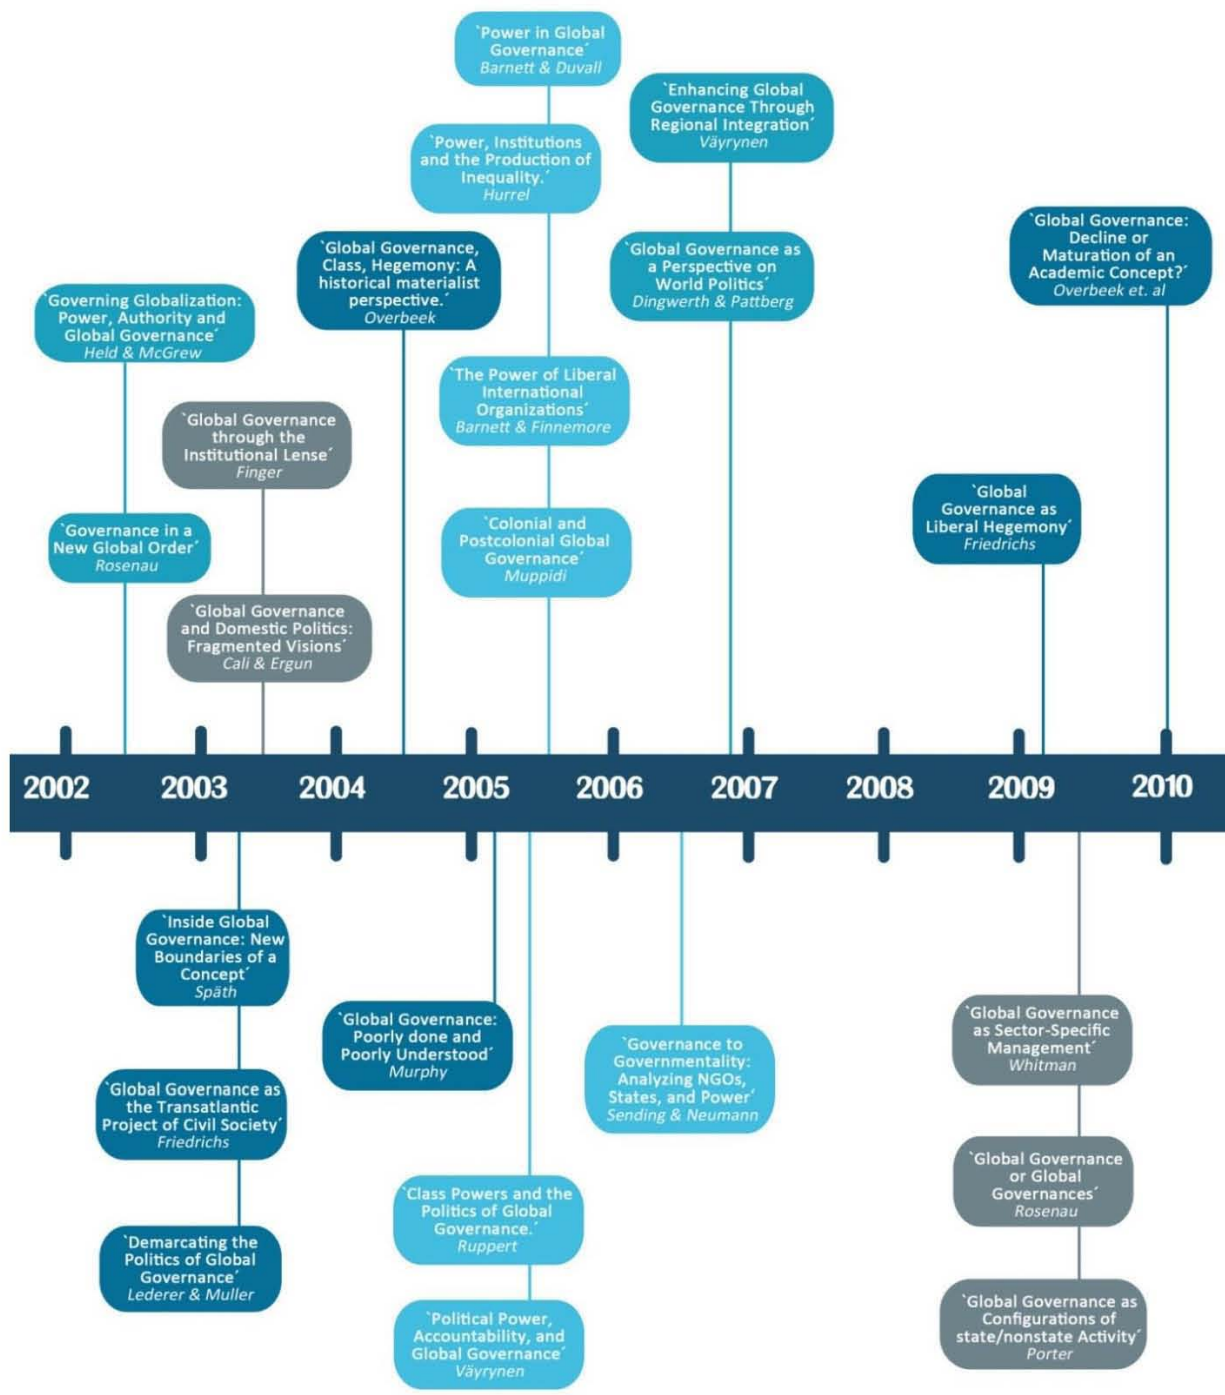 `Power in Global
Governance´
Barnett & Duvall
`Enhancing Global
Governance Through
Regional Integration´
Väyrynen
`Power, Institutions
and the Production of
Inequality.´
Hurrel
`Global Governance,
Class, Hegemony: A
historical materialist
perspective.´
Overbeek
`Global Governance as
a Perspective on
World Politics´
Dingwerth & Pattberg
`Global Governance:
Decline or
Maturation of an
Academic Concept?´
Overbeek et. al
`Governing Globalization:
Power, Authority and
Global Governance´
Held & McGrew
`The Power of Liberal
International
Organizations´
Barnett & Finnemore
`Global Governance
through the
Institutional Lense´
Finger
`Global
Governance as
Liberal Hegemony´
Friedrichs
`Governance in a
New Global Order´
Rosenau
`Colonial and
Postcolonial Global
Governance´
Muppidi
`Global Governance
and Domestic Politics:
Fragmented Visions´
Cali & Ergun
2002 2003 2004 2005 2006 2007 2008 2009 2010
`Inside Global
Governance: New
Boundaries of a
Concept´
Späth
`Global Governance:
Poorly done and
Poorly Understood´
Murphy
`Governance to
Governmentality:
Analyzing NGOs,
States, and Power´
Sending & Neumann
`Global Governance
as Sector-Specific
Management´
Whitman
`Global Governance as
the Transatlantic
Project of Civil Society´
Friedrichs
`Class Powers and the
Politics of Global
Governance.´
Ruppert
`Global Governance
or Global
Governances´
Rosenau
`Demarcating the
Politics of Global
Governance´
Lederer & Muller
`Political Power,
Accountability, and
Global Governance´
Väyrynen
`Global Governance as
Configurations of
state/nonstate Activity´
Porter